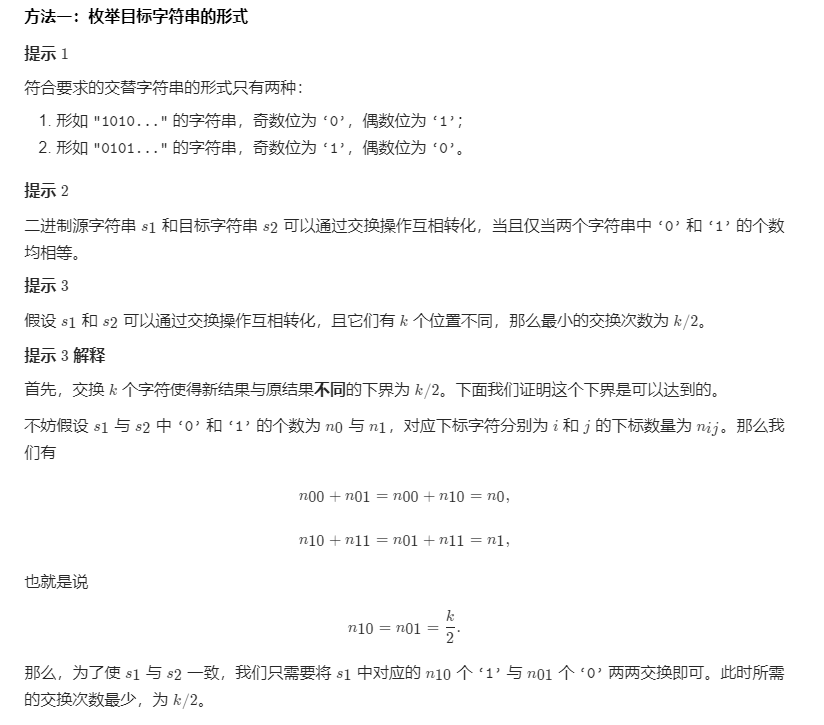 方法一：枚举目标字符串的形式
提示 1
符合要求的交替字符串的形式只有两种：
1. 形如 "1010..." 的字符串，奇数位为 ‘0’，偶数位为 ‘1’；
2. 形如 "0101..." 的字符串，奇数位为 ‘1’，偶数位为 ‘0’。
提示 2
二进制源字符串 s1 和目标字符串 s2 可以通过交换操作互相转化，当且仅当两个字符串中 ‘0’ 和 ‘1’ 的个数
均相等。
提示 3
假设 s1 和 s2 可以通过交换操作互相转化，且它们有 k 个位置不同，那么最小的交换次数为 k/2。
提示 3 解释
首先，交换 k 个字符使得新结果与原结果不同的下界为 k/2。下面我们证明这个下界是可以达到的。
不妨假设 s1 与 s2 中 ‘0’ 和 ‘1’ 的个数为 n0 与 n1，对应下标字符分别为 i 和 j 的下标数量为 nij。那么我
们有
n00 + n01 = n00 + n10 = n0,
n10 + n11 = n01 + n11 = n1,
也就是说
n10 = n01 = k/2.
那么，为了使 s1 与 s2 一致，我们只需要将 s1 中对应的 n10 个 ‘1’ 与 n01 个 ‘0’ 两两交换即可。此时所需
的交换次数最少，为 k/2。